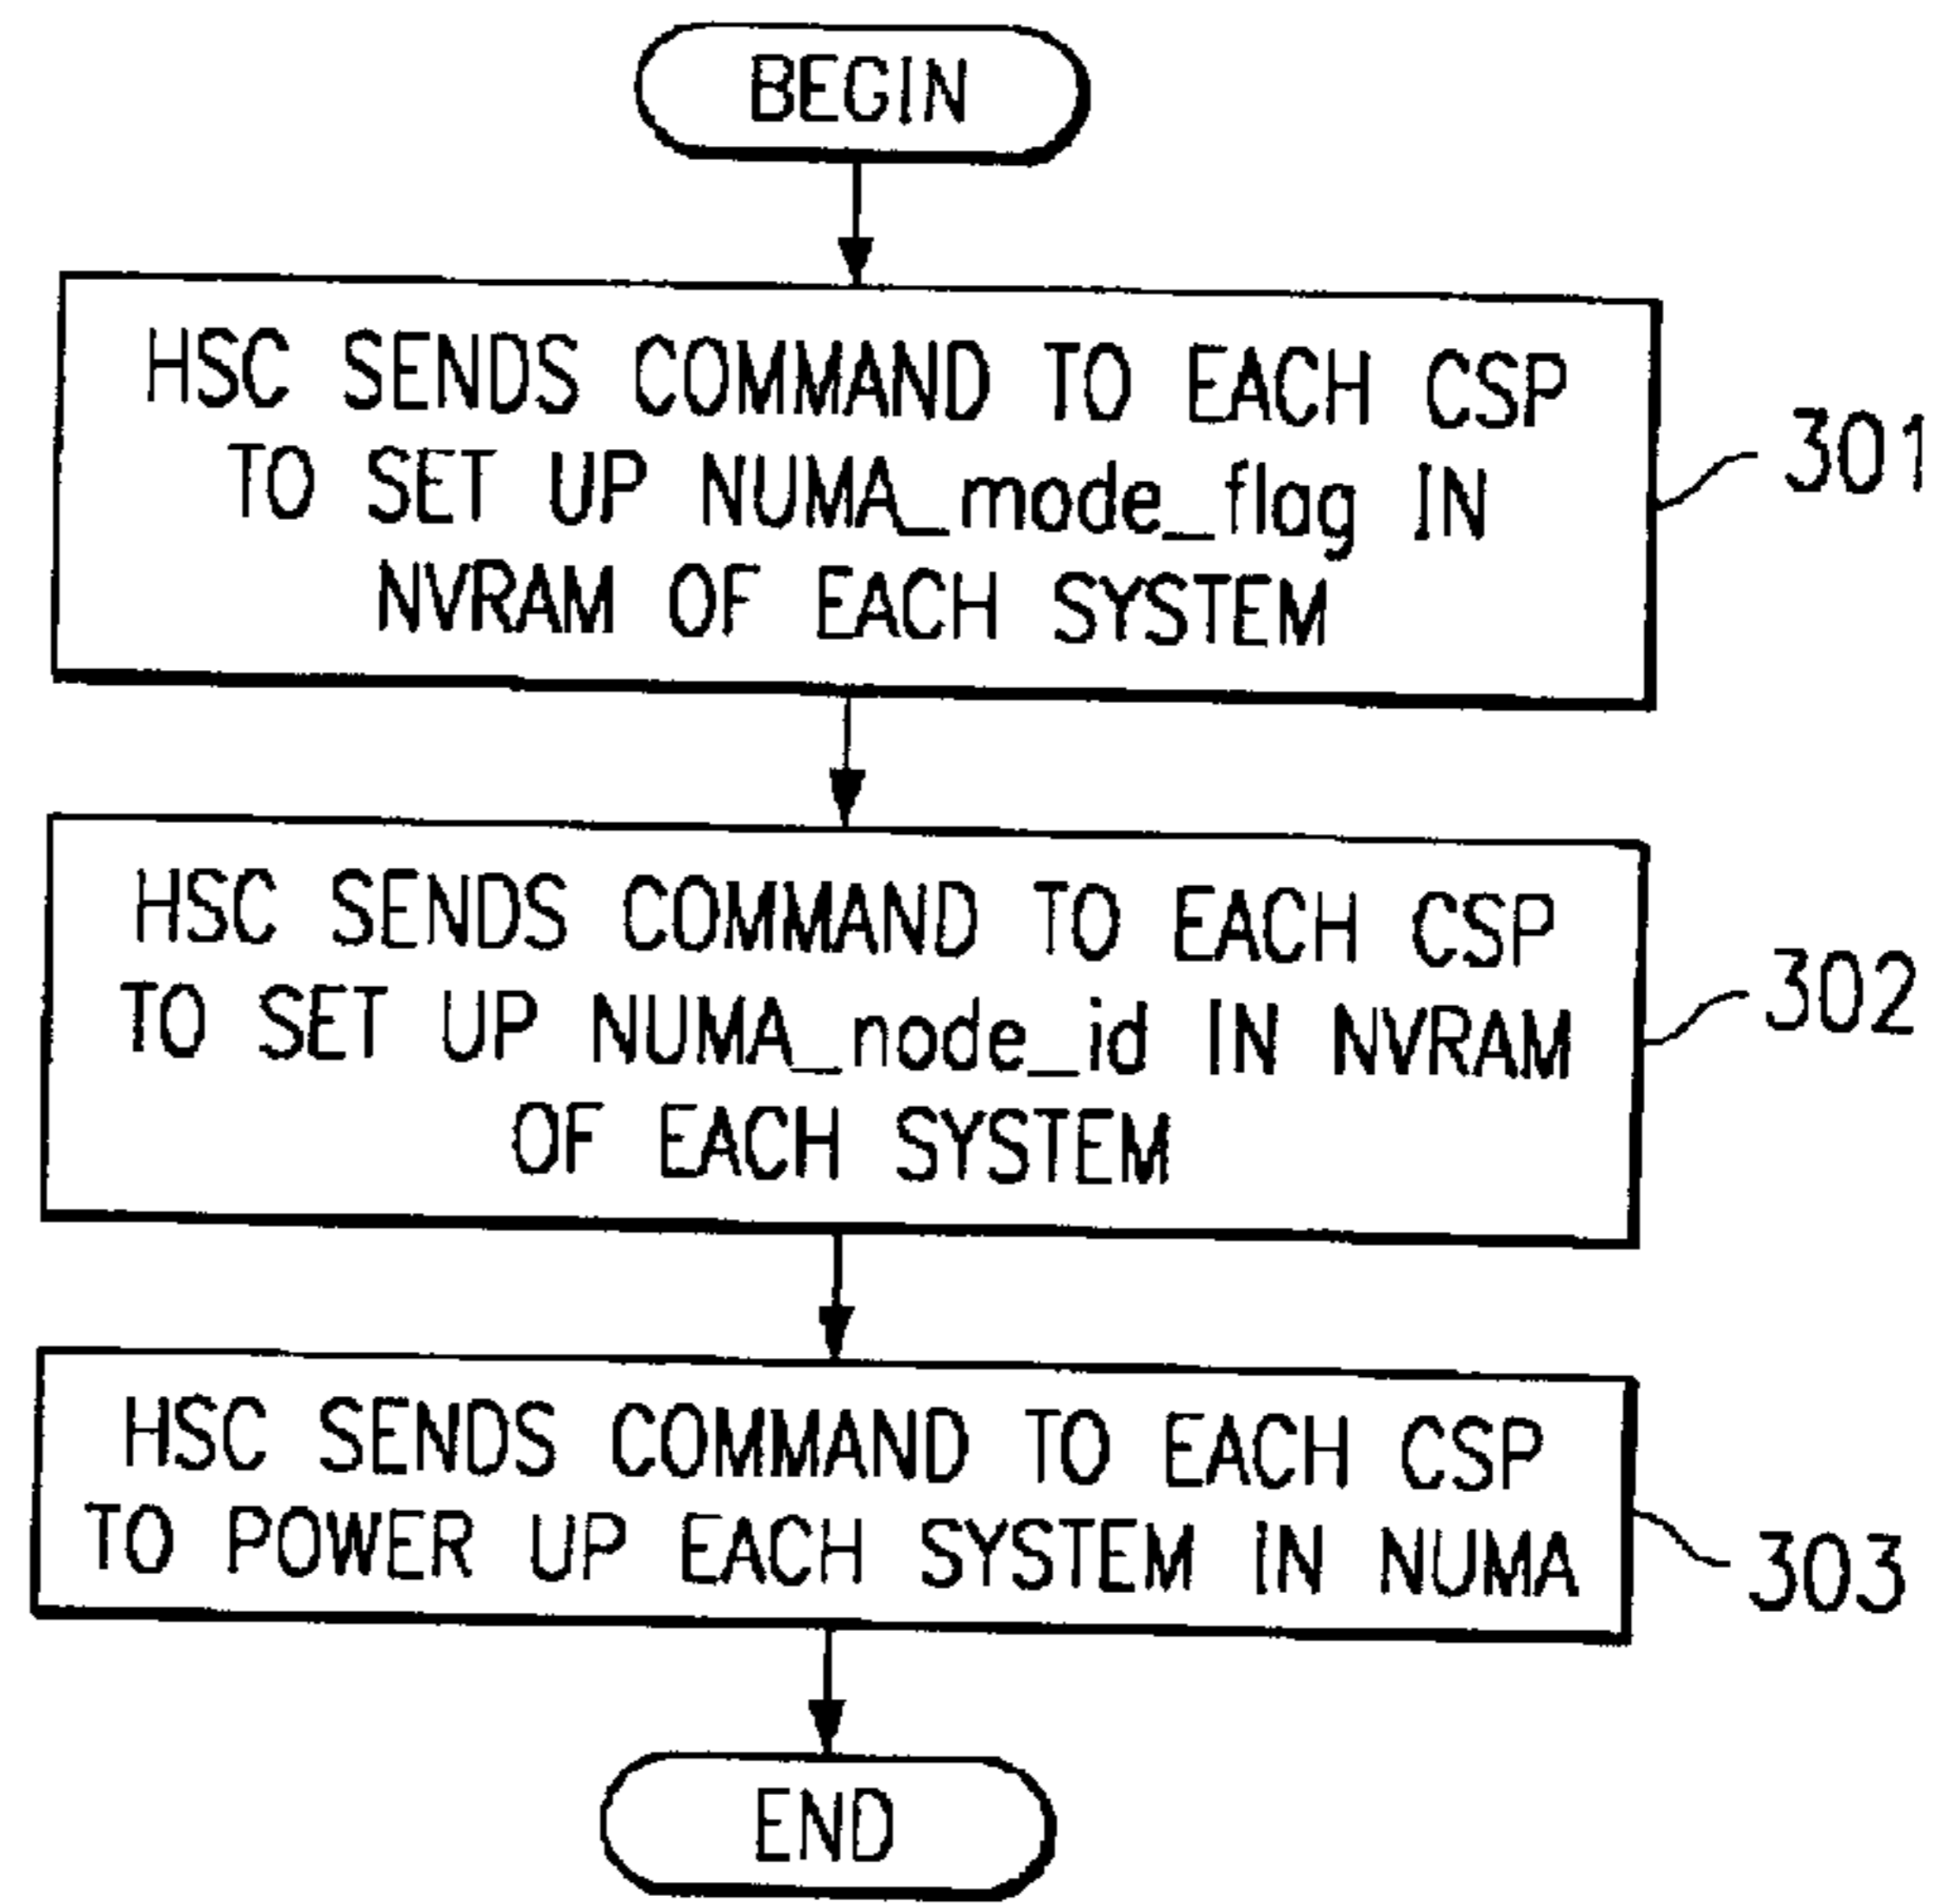 BEGIN
HSC SENDS COMMAND TO EACH CSP
TO SET UP NUMA_mode_flag IN
NVRAM OF EACH SYSTEM
301
HSC SENDS COMMAND TO EACH CSP
TO SET UP NUMA_node_id IN NVRAM
OF EACH SYSTEM
302
HSC SENDS COMMAND TO EACH CSP
TO POWER UP EACH SYSTEM IN NUMA
303
END